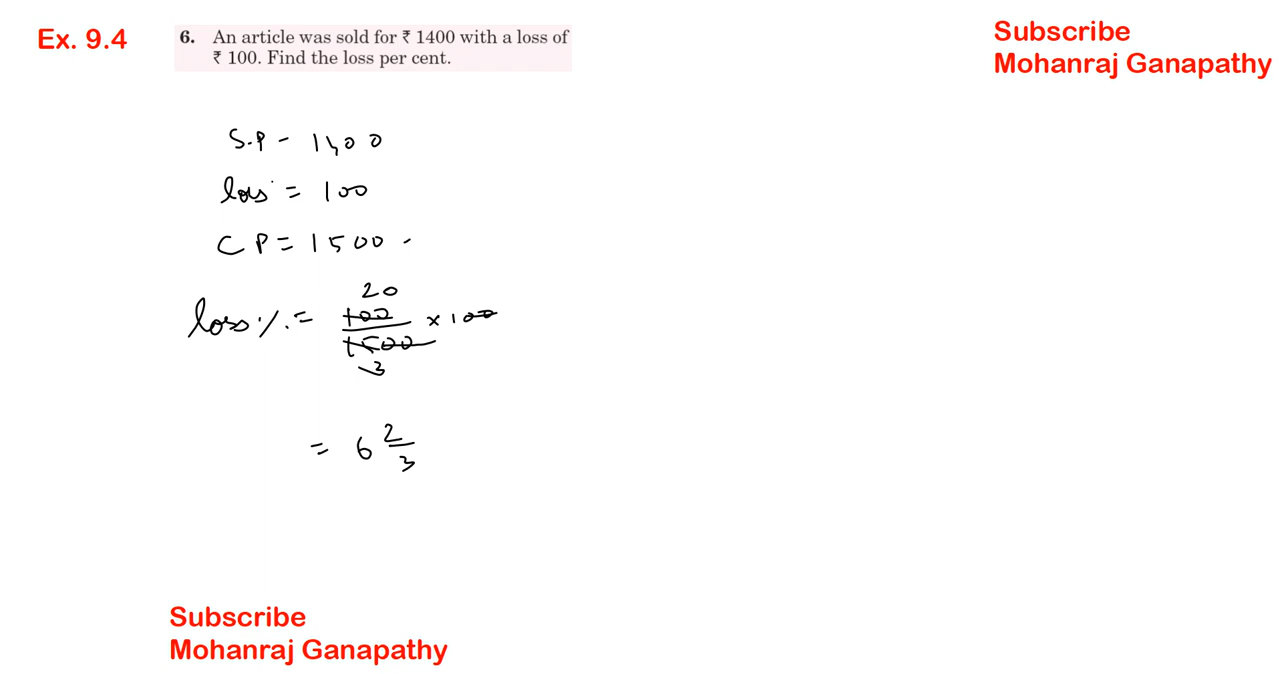 Ex. 9.4
6. An article was sold for ₹ 1400 with a loss of
₹ 100. Find the loss per cent.
Subscribe
Mohanraj Ganapathy
S.P - 1400
loss = 100
CP = 1500 -
20
loss % = 100/1500 × 100
3
= 6 2/3
Subscribe
Mohanraj Ganapathy